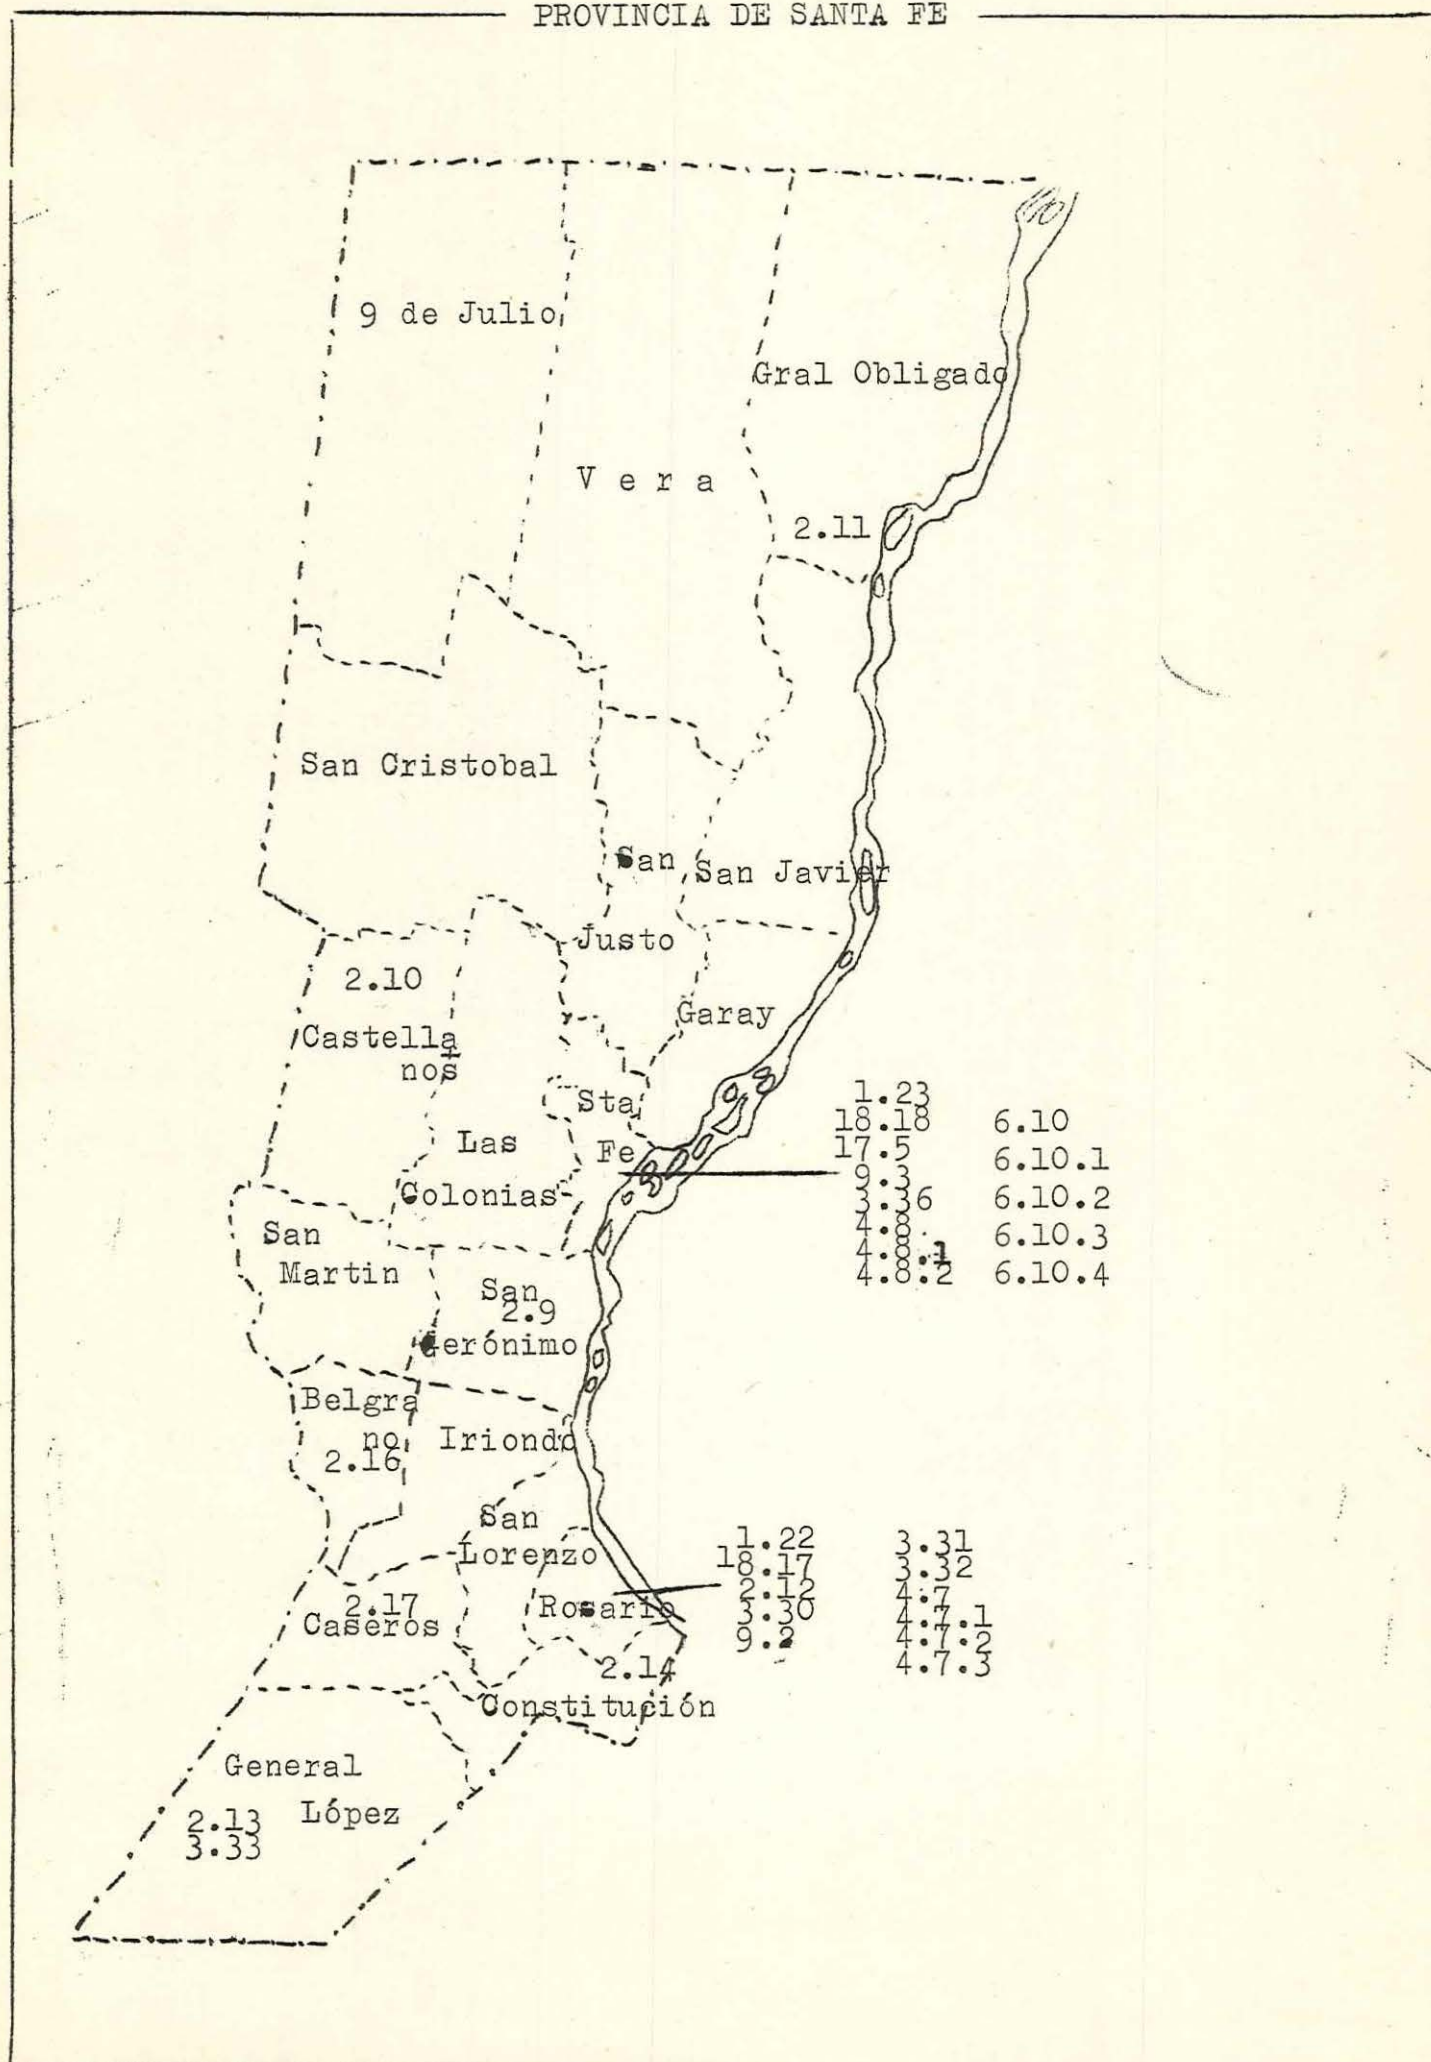 PROVINCIA DE SANTA FE
9 de Julio
Gral Obligado
V e r a
2.11
San Cristobal
San
San Javier
Justo
2.10
Garay
Castella
nos
Sta
Fe
Las
Colonias
1.23
18.18
17.5
9.3
3.36
4.8.
4.8.1
4.8.2
6.10
6.10.1
6.10.2
6.10.3
6.10.4
San
Martin
San
2.9
Gerónimo
Belgra
no
2.16
Iriondo
San
Lorenzo
1.22
18.17
2.12
3.30
9.2
3.31
3.32
4.7
4.7.1
4.7.2
4.7.3
2.17
Caseros
Rosario
2.14
Constitución
General
López
2.13
3.33